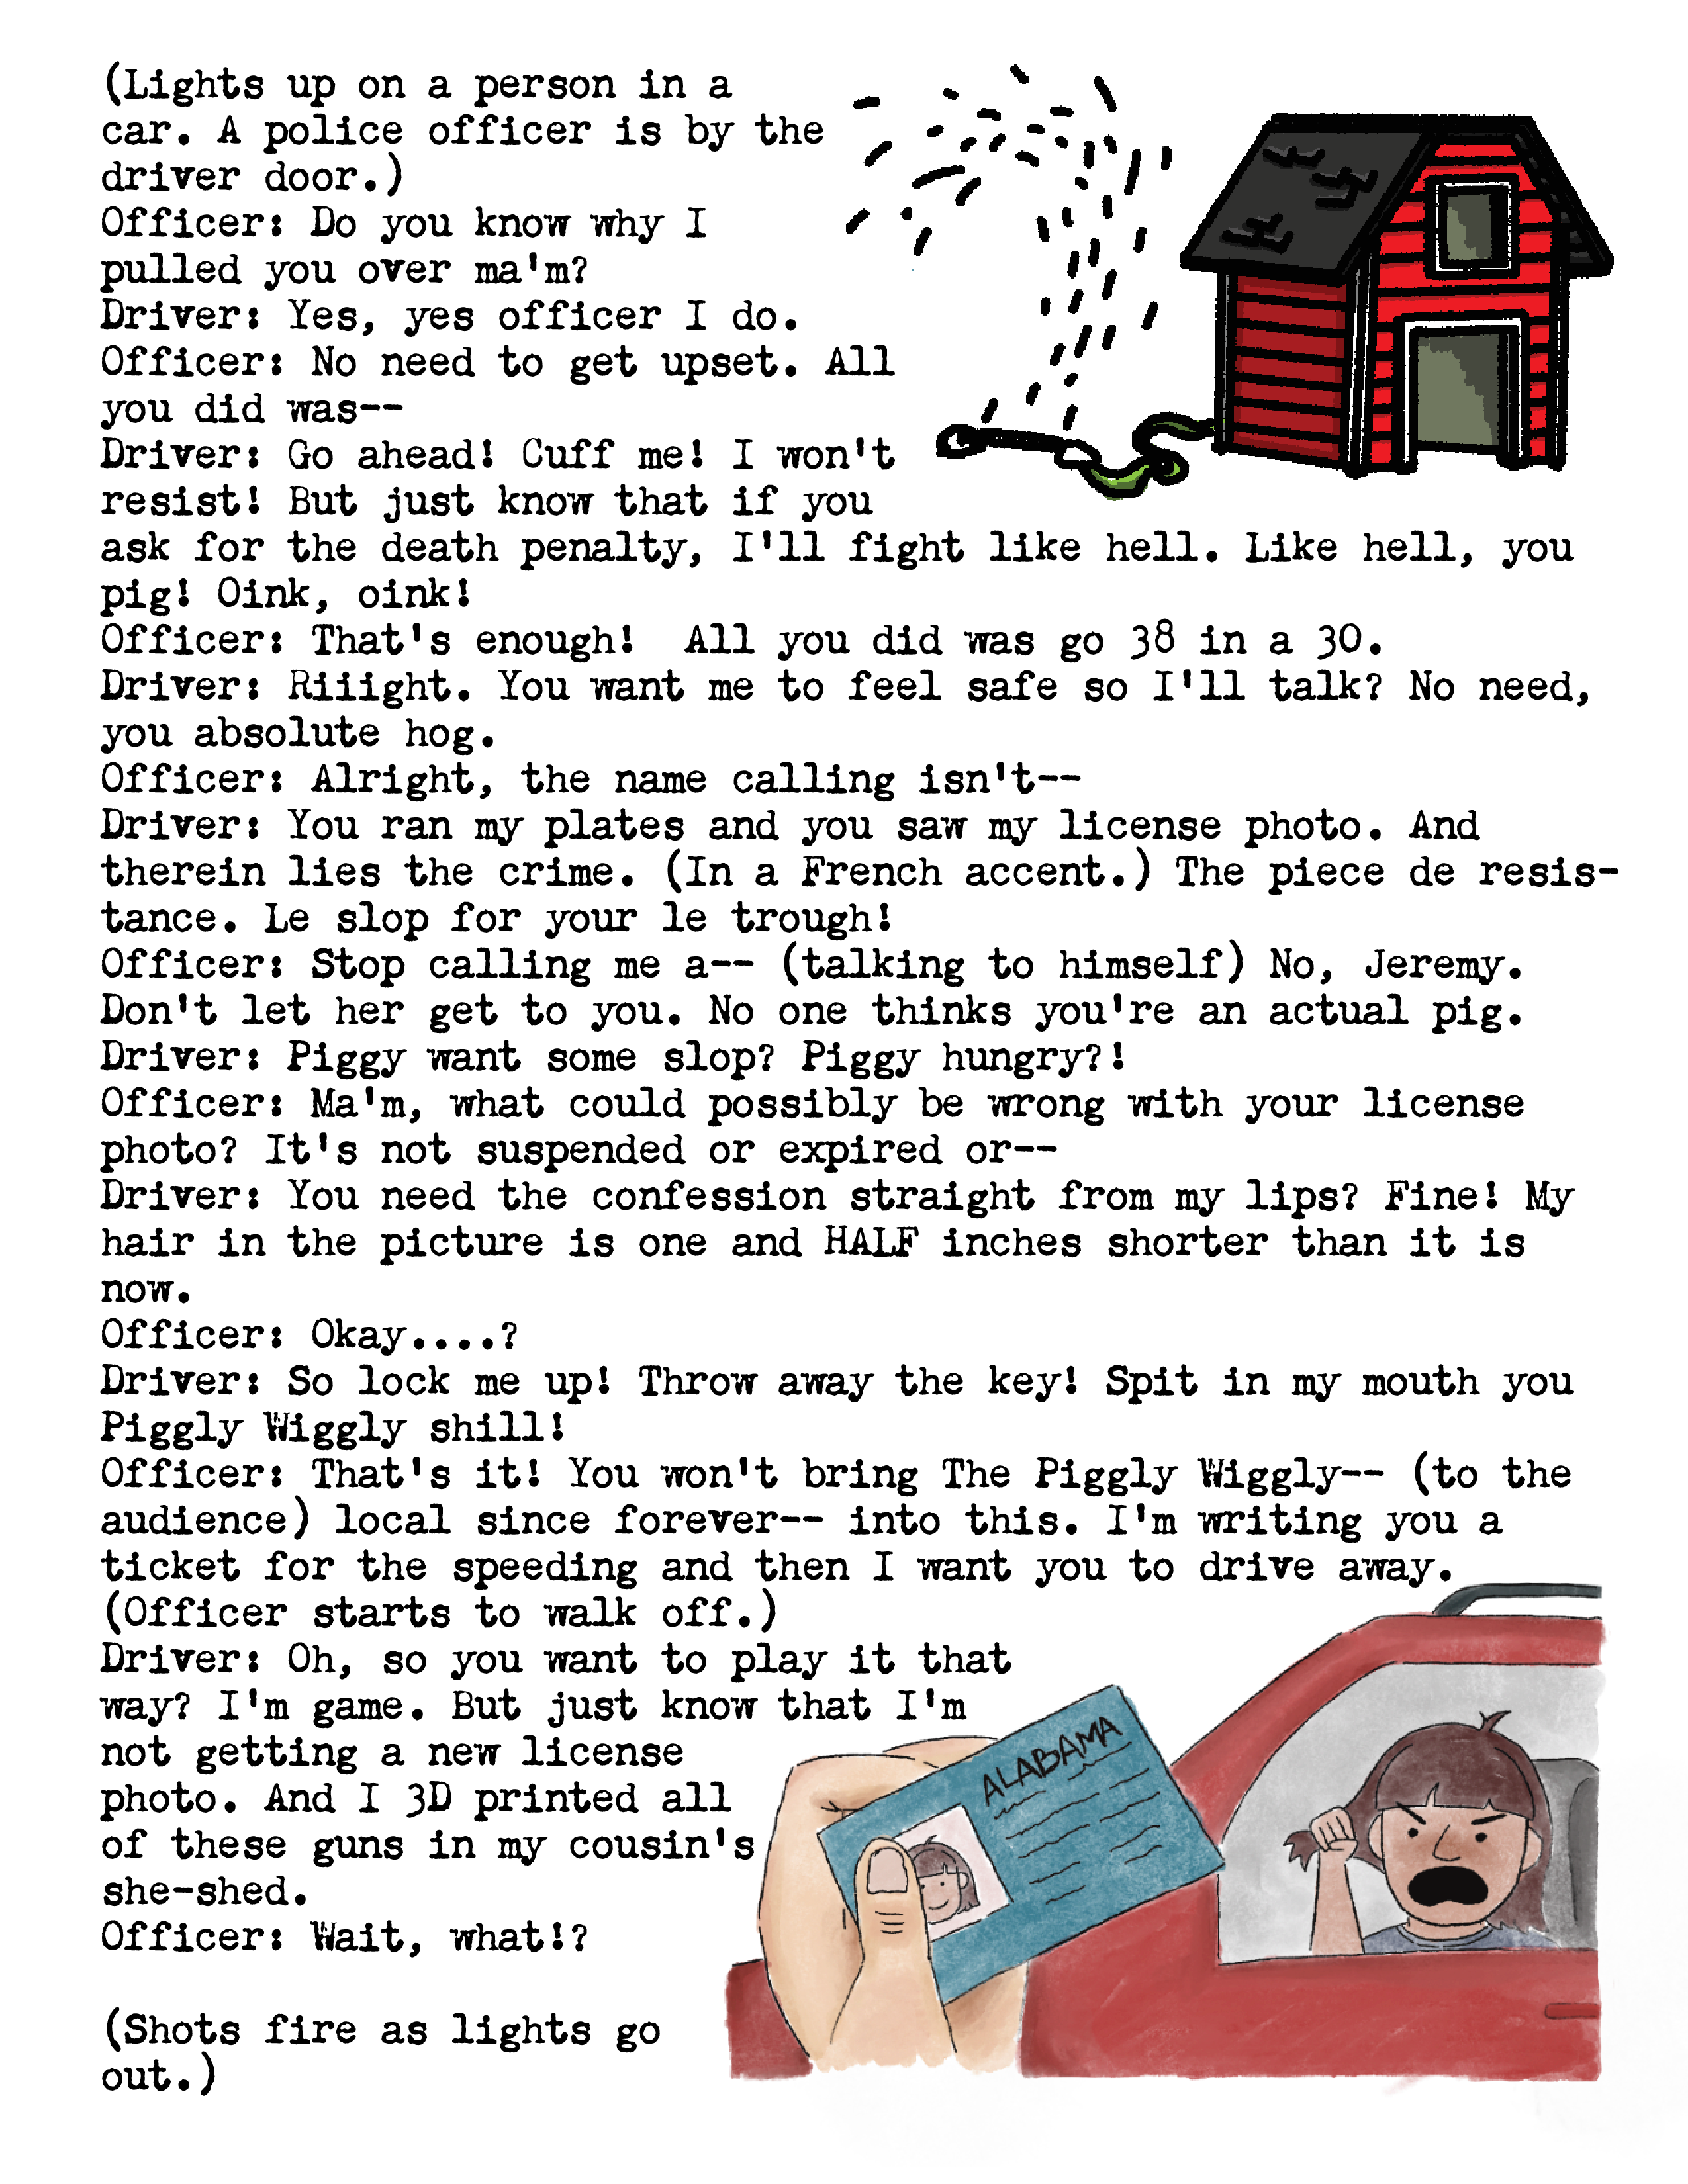 (Lights up on a person in a
car. A police officer is by the
driver door.)
Officer: Do you know why I
pulled you over ma'm?
Driver: Yes, yes officer I do.
Officer: No need to get upset. All
you did was--
Driver: Go ahead! Cuff me! I won't
resist! But just know that if you
ask for the death penalty, I'll fight like hell. Like hell, you
pig! Oink, oink!
Officer: That's enough!  All you did was go 38 in a 30.
Driver: Riiight. You want me to feel safe so I'll talk? No need,
you absolute hog.
Officer: Alright, the name calling isn't--
Driver: You ran my plates and you saw my license photo. And
therein lies the crime. (In a French accent.) The piece de resis-
tance. Le slop for your le trough!
Officer: Stop calling me a-- (talking to himself) No, Jeremy.
Don't let her get to you. No one thinks you're an actual pig.
Driver: Piggy want some slop? Piggy hungry?!
Officer: Ma'm, what could possibly be wrong with your license
photo? It's not suspended or expired or--
Driver: You need the confession straight from my lips? Fine! My
hair in the picture is one and HALF inches shorter than it is
now.
Officer: Okay....?
Driver: So lock me up! Throw away the key! Spit in my mouth you
Piggly Wiggly shill!
Officer: That's it! You won't bring The Piggly Wiggly-- (to the
audience) local since forever-- into this. I'm writing you a
ticket for the speeding and then I want you to drive away.
(Officer starts to walk off.)
Driver: Oh, so you want to play it that
way? I'm game. But just know that I'm
not getting a new license
photo. And I 3D printed all
of these guns in my cousin's
she-shed.
Officer: Wait, what!?
(Shots fire as lights go
out.)
ALABAMA